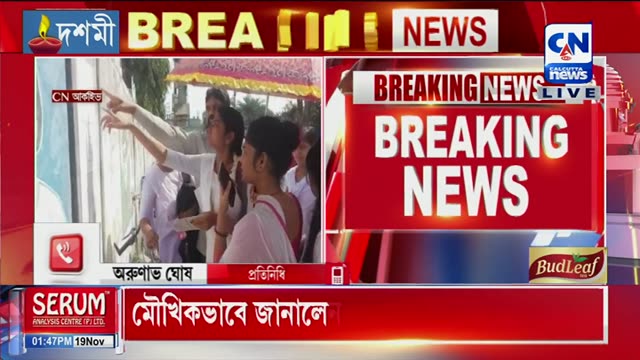 দশমী
BREA
NEWS
CN
CALCUTTA
news
LIVE
CN আর্কাইভ
BREAKING NEWS
BREAKING
NEWS
অরুণাভ ঘোষ
প্রতিনিধি
BudLeaf
SERUM
ANALYSIS CENTRE (P) LTD.
মৌখিকভাবে জানালেন
01:47PM 19Nov